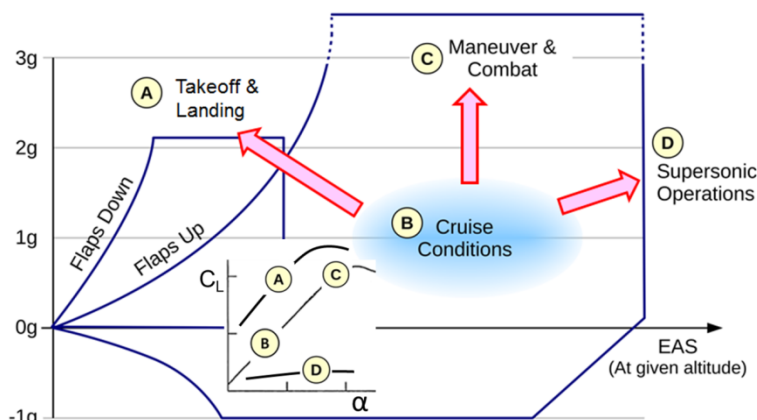 3g
C
Maneuver &
Combat
A
Takeoff &
Landing
2g
D
Supersonic
Operations
Flaps Down
Flaps Up
B
Cruise
Conditions
1g
CL
A
C
B
D
α
0g
EAS
(At given altitude)
-1g